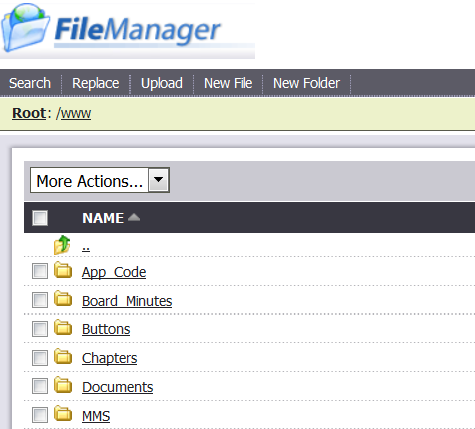 FileManager
Search Replace Upload New File New Folder
Root: /www
More Actions...
NAME
..
App_Code
Board_Minutes
Buttons
Chapters
Documents
MMS